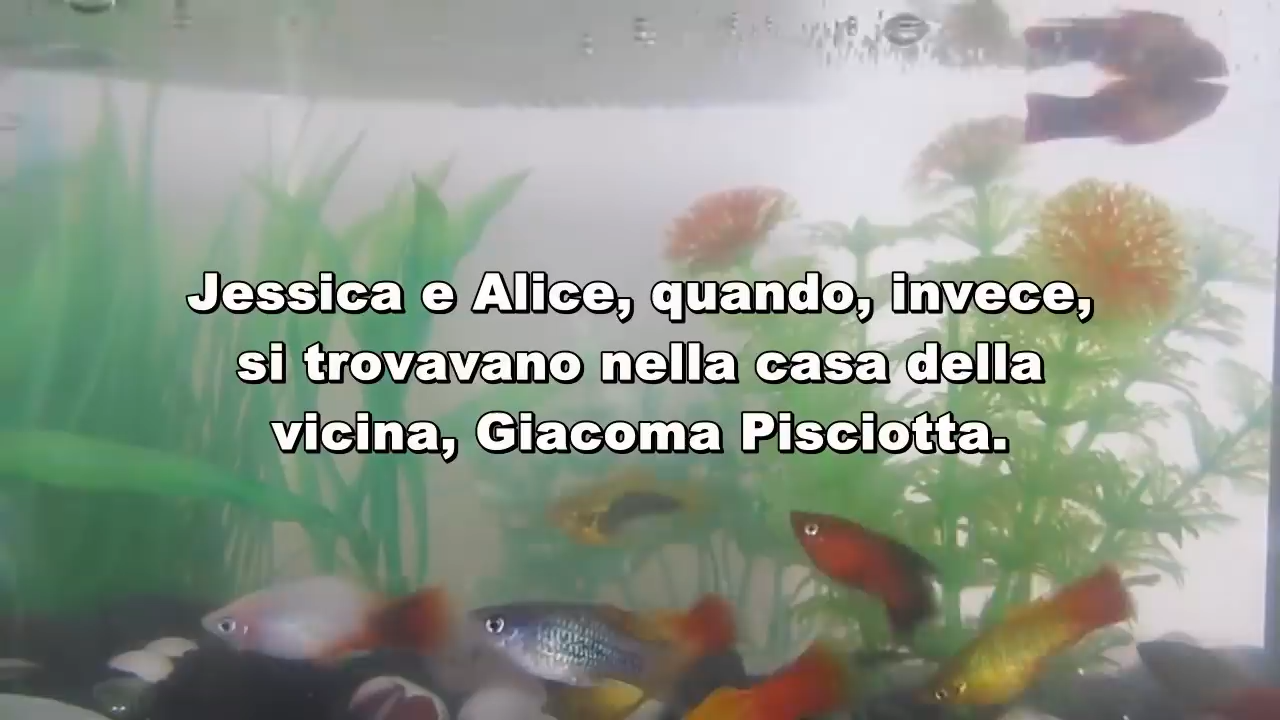 Jessica e Alice, quando, invece,
si trovavano nella casa della
vicina, Giacoma Pisciotta.